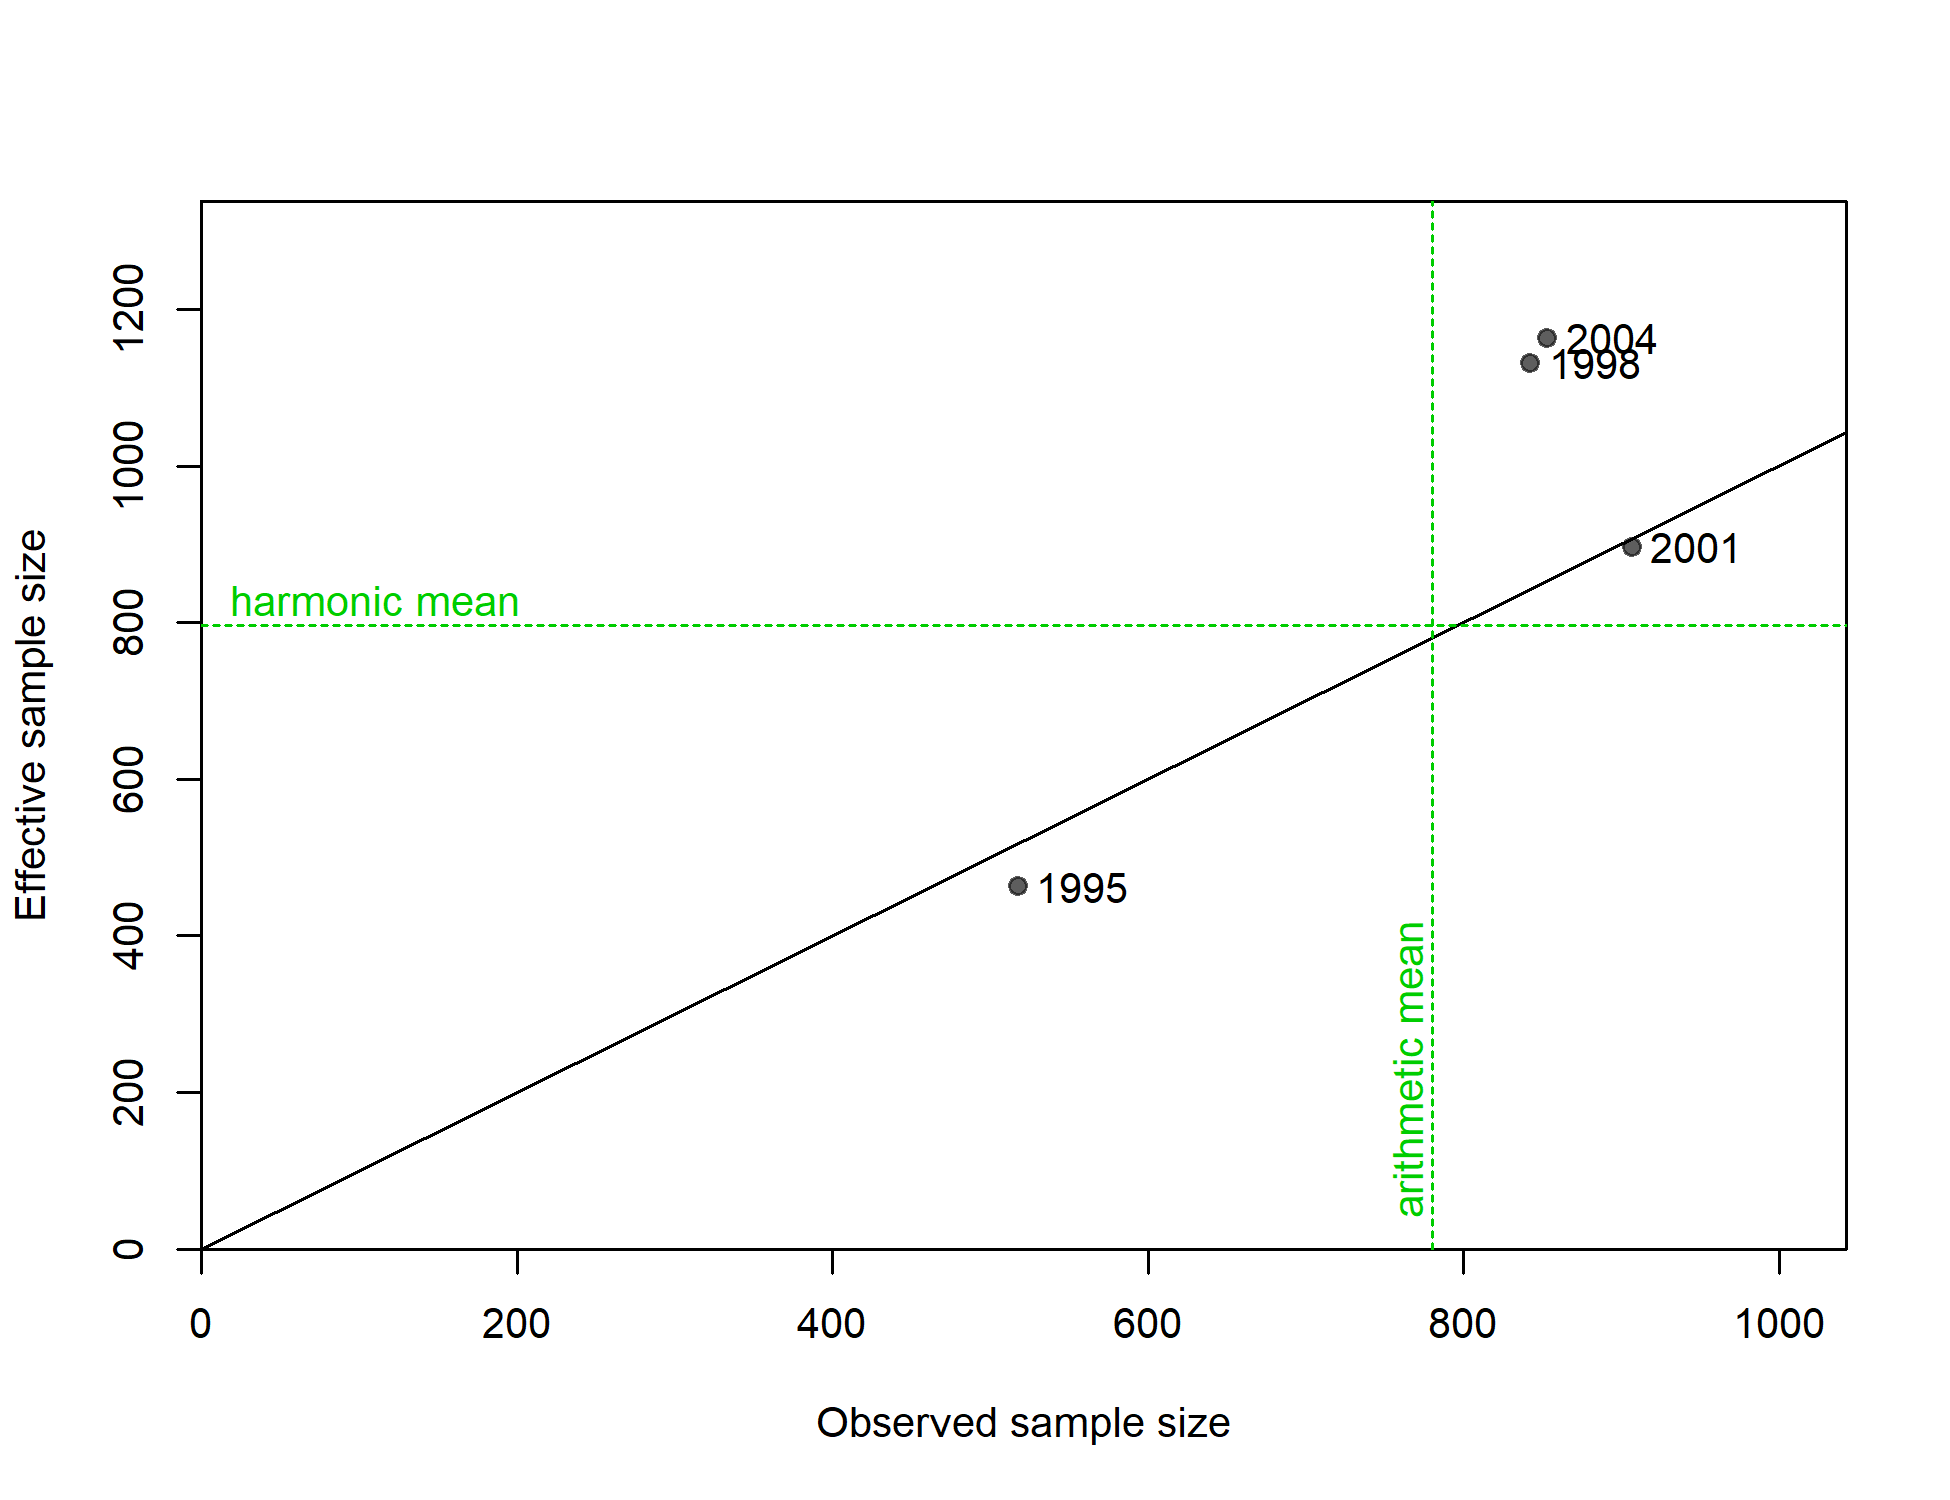 1200
1000
800
600
400
200
0
Effective sample size
harmonic mean
arithmetic mean
2004
1998
2001
1995
0 200 400 600 800 1000
Observed sample size